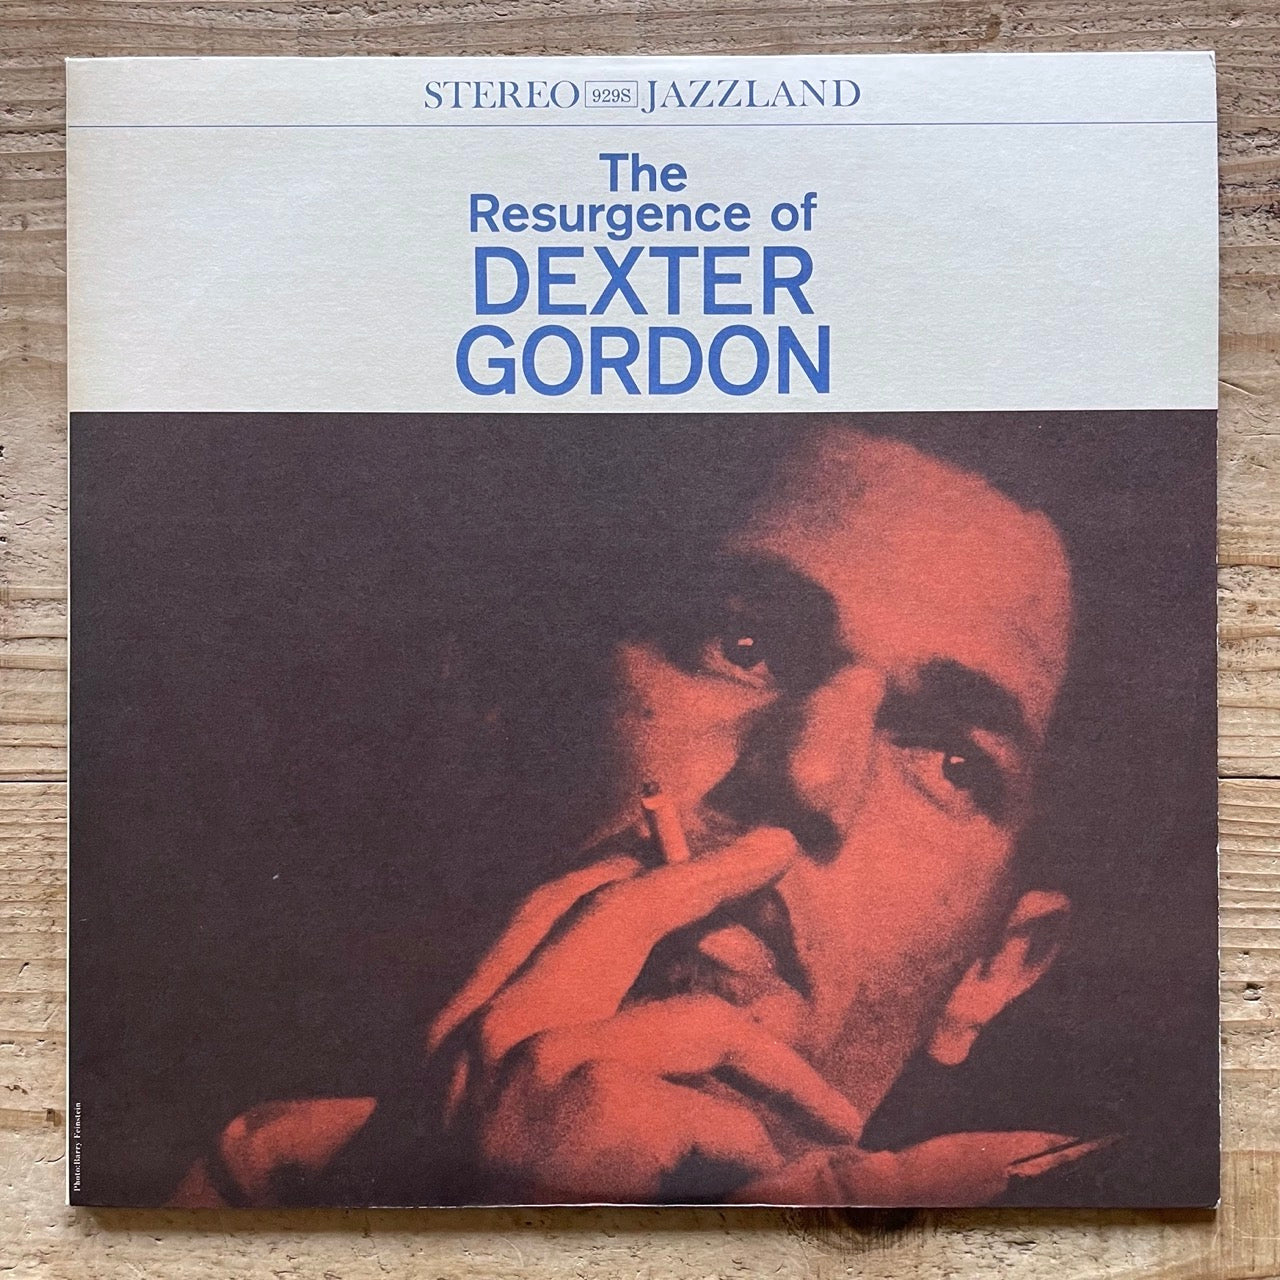 STEREO 929S JAZZLAND
The
Resurgence of
DEXTER
GORDON
Photo:Barry Feinstein